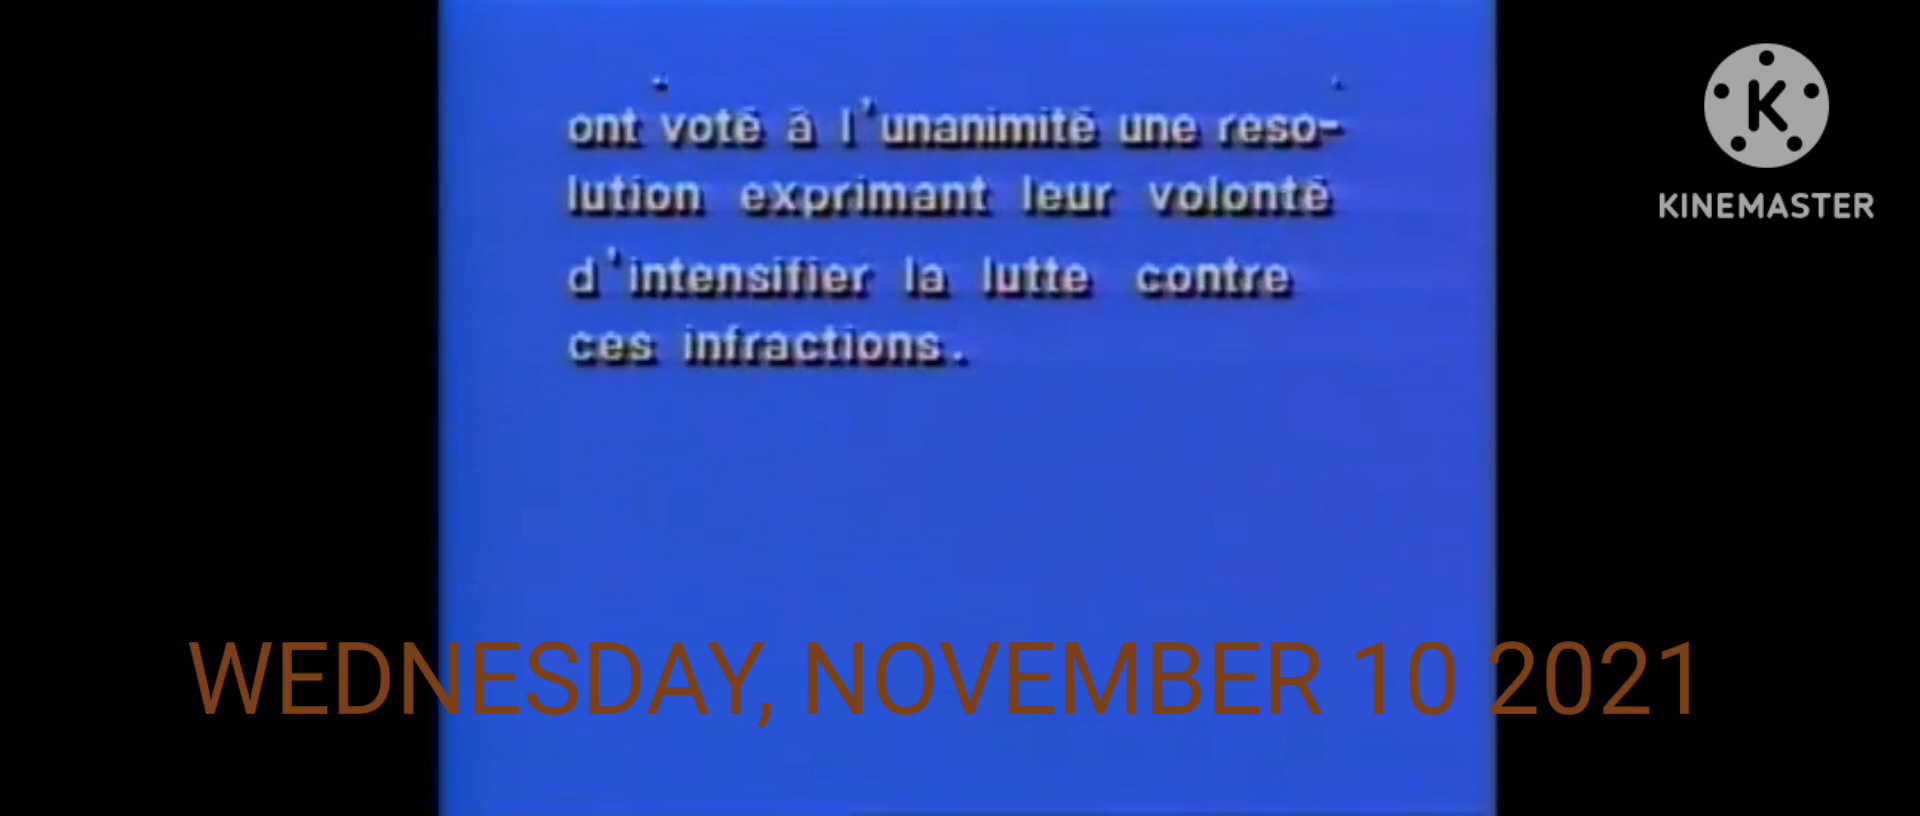 ont voté à l'unanimité une reso-
lution exprimant leur volonté
d'intensifier la lutte contre
ces infractions.
KINEMASTER
WEDNESDAY, NOVEMBER 10 2021